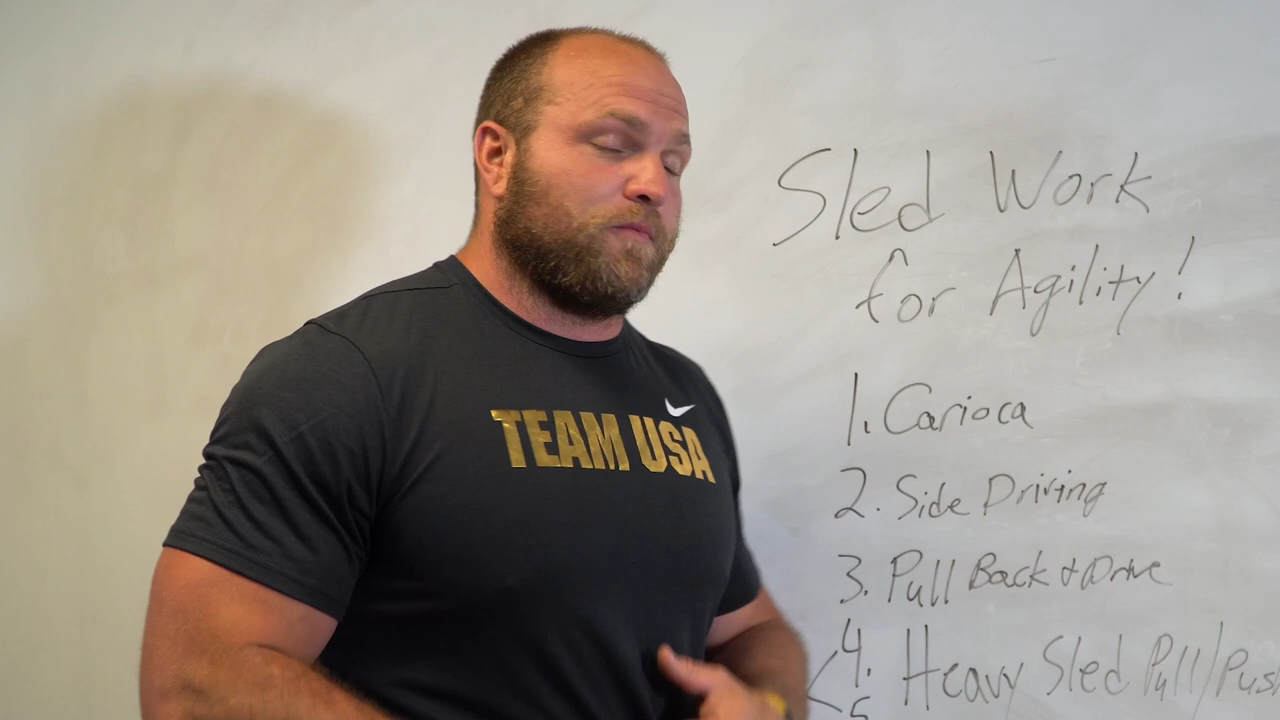 Sled Work
for Agility!
1. Carioca
2. Side Driving
3. Pull Back + Drive
4. Heavy Sled Pull/Push
5
TEAM USA